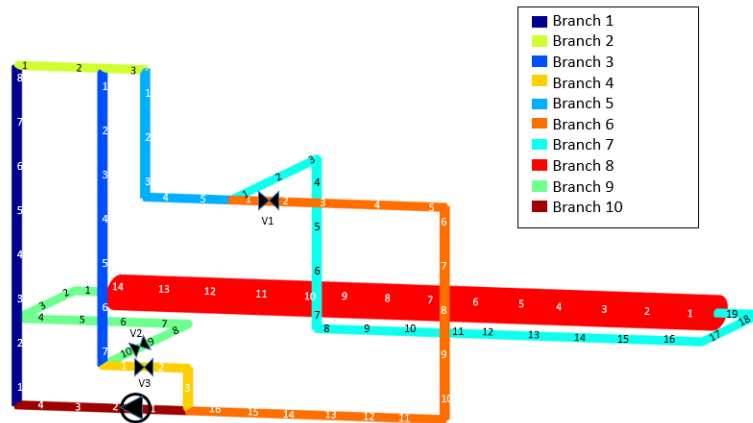 Branch 1
Branch 2
Branch 3
Branch 4
Branch 5
Branch 6
Branch 7
Branch 8
Branch 9
Branch 10
1 2 3
8 7 6 5 4 3 2 1
1 2 3 4 5 6 7
1 2 3 4 5
1 2 3 4 5 6 7 8 9 10 11 12 13 14 15 16
V1
1 2 3 4 5 6 7 8 9 10 11 12 13 14 15 16 17 18 19
14 13 12 11 10 9 8 7 6 5 4 3 2 1
1 2 3 4 5 6 7 8 9 10
V2
1 2 3
V3
4 3 2 1